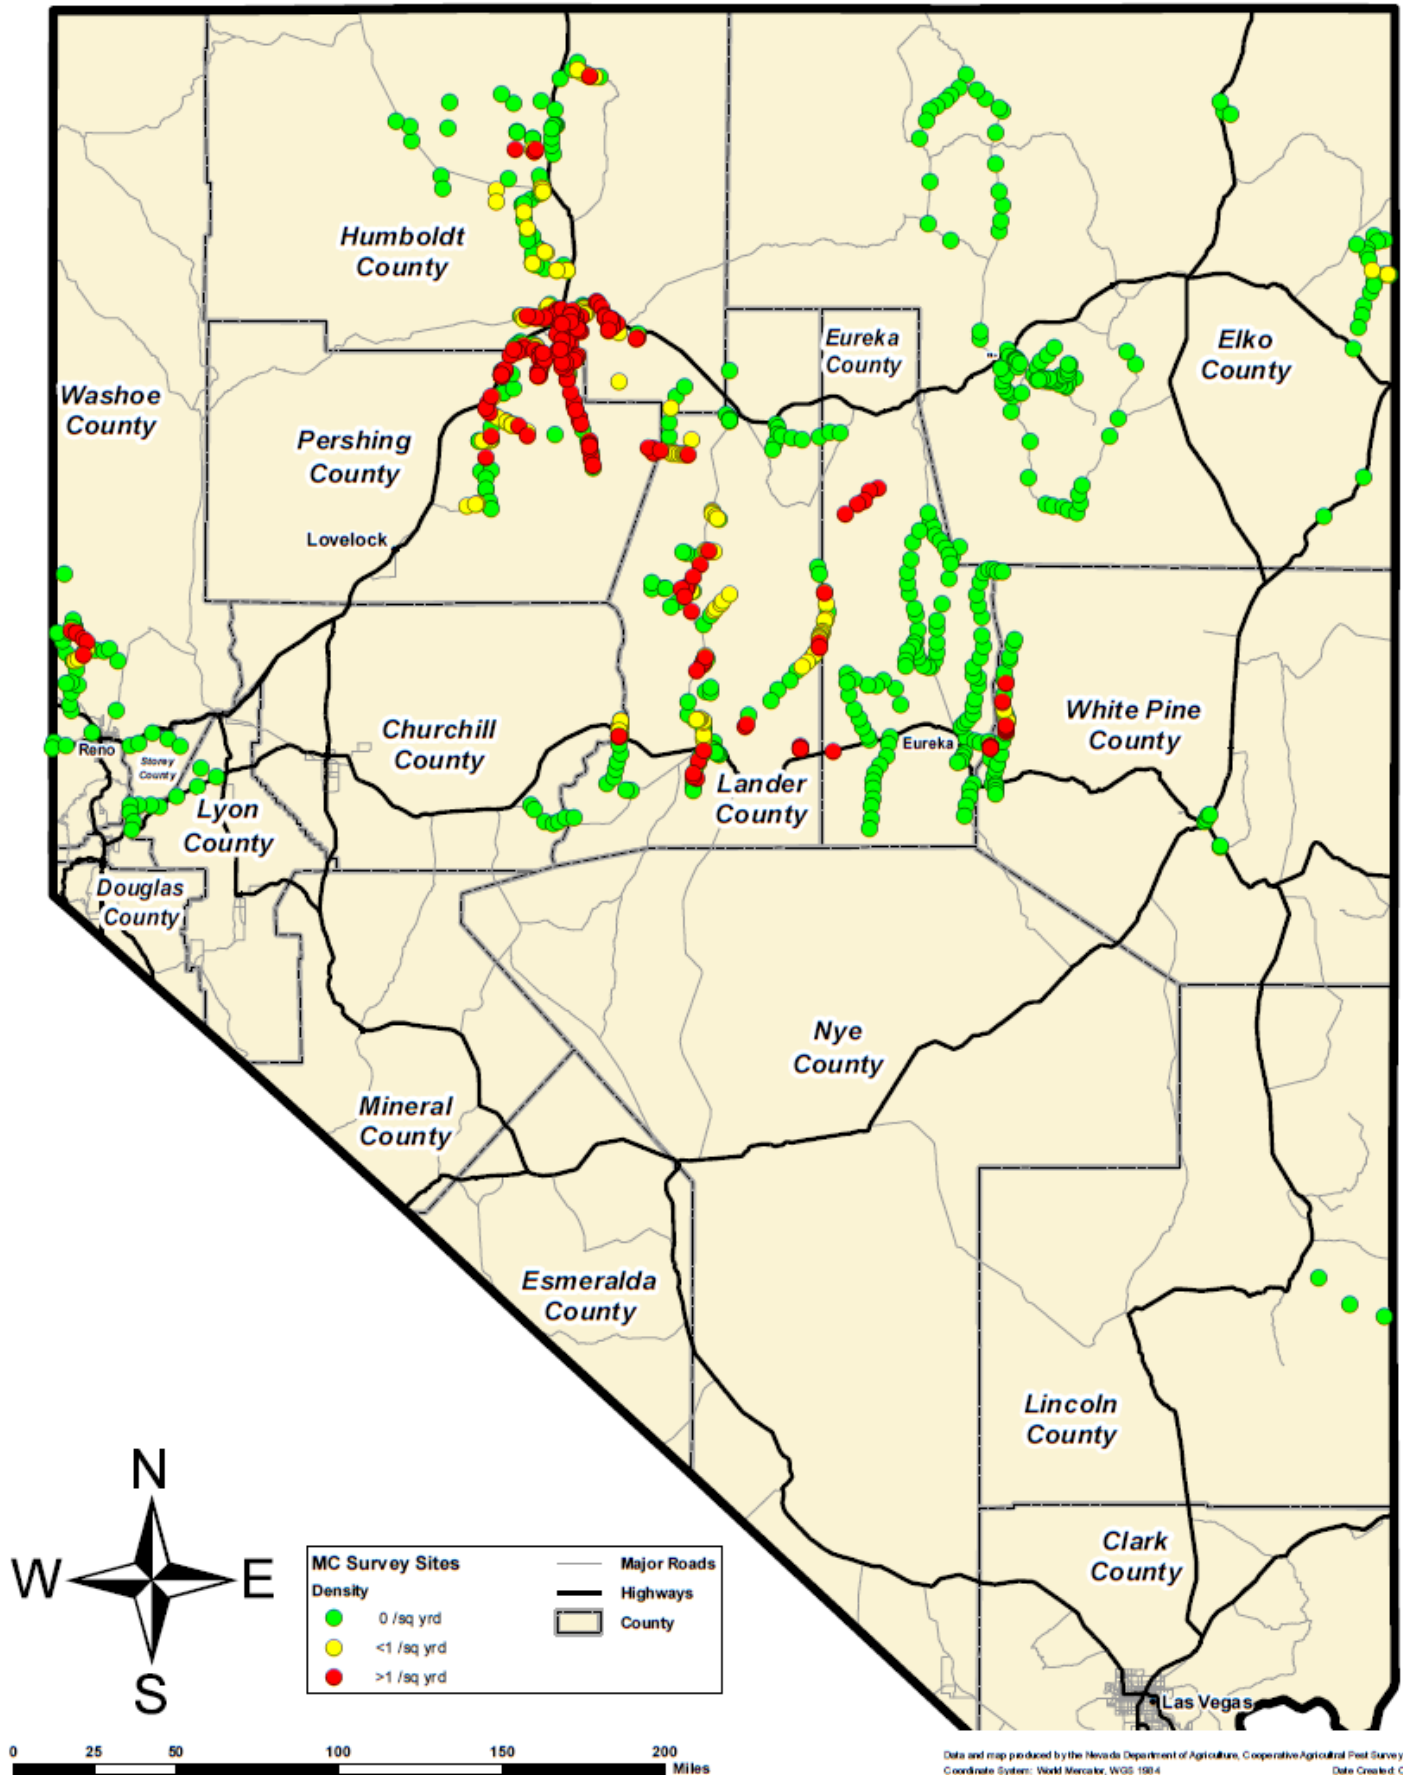 Humboldt
County
Eureka
County
Elko
County
Washoe
County
Pershing
County
Lovelock
White Pine
County
Churchill
County
Reno
Storey
County
Eureka
Lander
County
Lyon
County
Douglas
County
Nye
County
Mineral
County
Esmeralda
County
Lincoln
County
Clark
County
Las Vegas
N
W E
S
MC Survey Sites
Density
0 /sq yrd
<1 /sq yrd
>1 /sq yrd
Major Roads
Highways
County
0 25 50 100 150 200
Miles
Data and map produced by the Nevada Department of Agriculture, Cooperative Agricultural Pest Survey
Coordinate System: World Mercator, WGS 1984 Date Created: